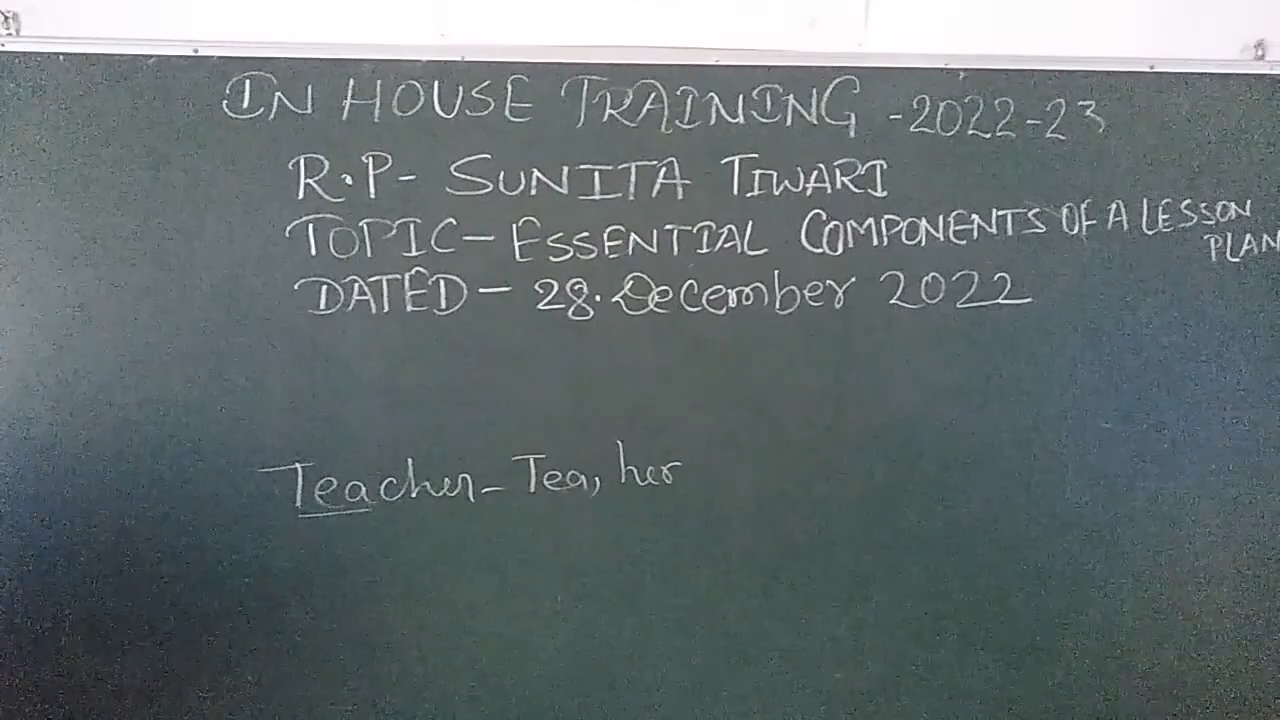 IN HOUSE TRAINING -2022-23
R.P- SUNITA TIWARI
TOPIC- ESSENTIAL COMPONENTS OF A LESSON
PLAN
DATED - 28. December 2022
Teacher - Tea, her